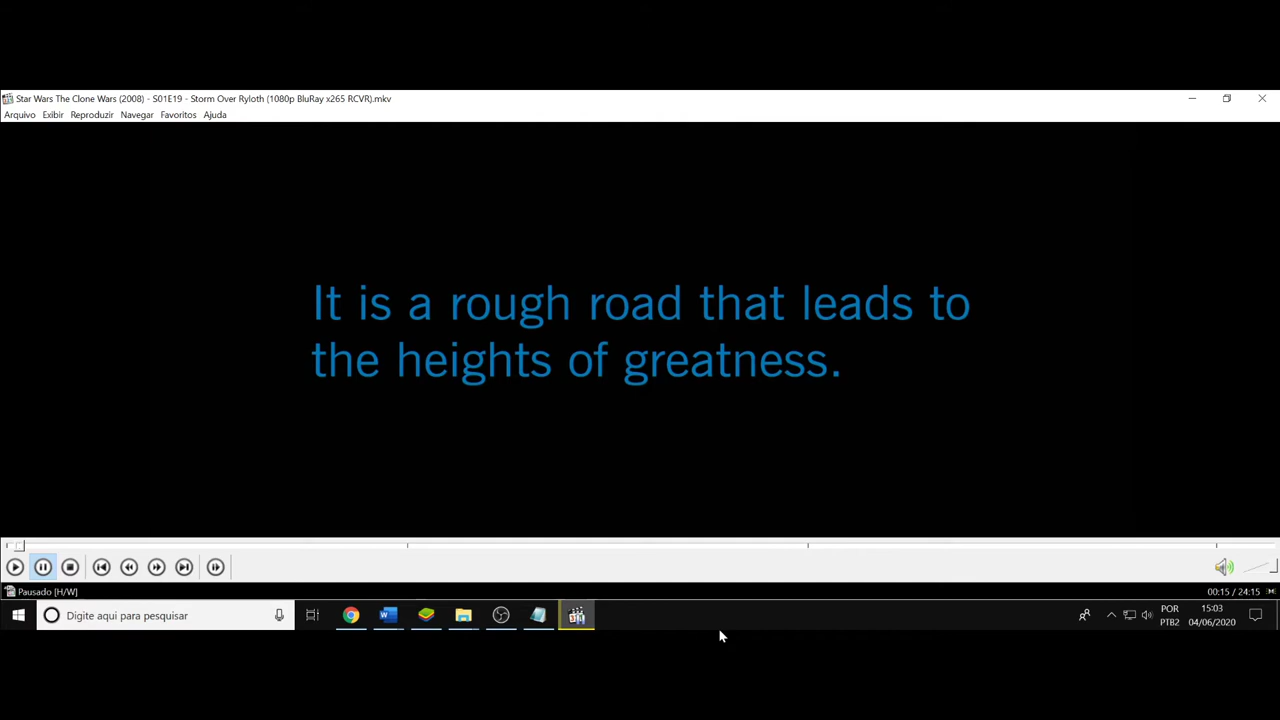 Star Wars The Clone Wars (2008) - S01E19 - Storm Over Ryloth (1080p BluRay x265 RCVR).mkv
Arquivo Exibir Reproduzir Navegar Favoritos Ajuda
It is a rough road that leads to
the heights of greatness.
Pausado [H/W]
00:15 / 24:15
Digite aqui para pesquisar
POR
PTB2
15:03
04/06/2020